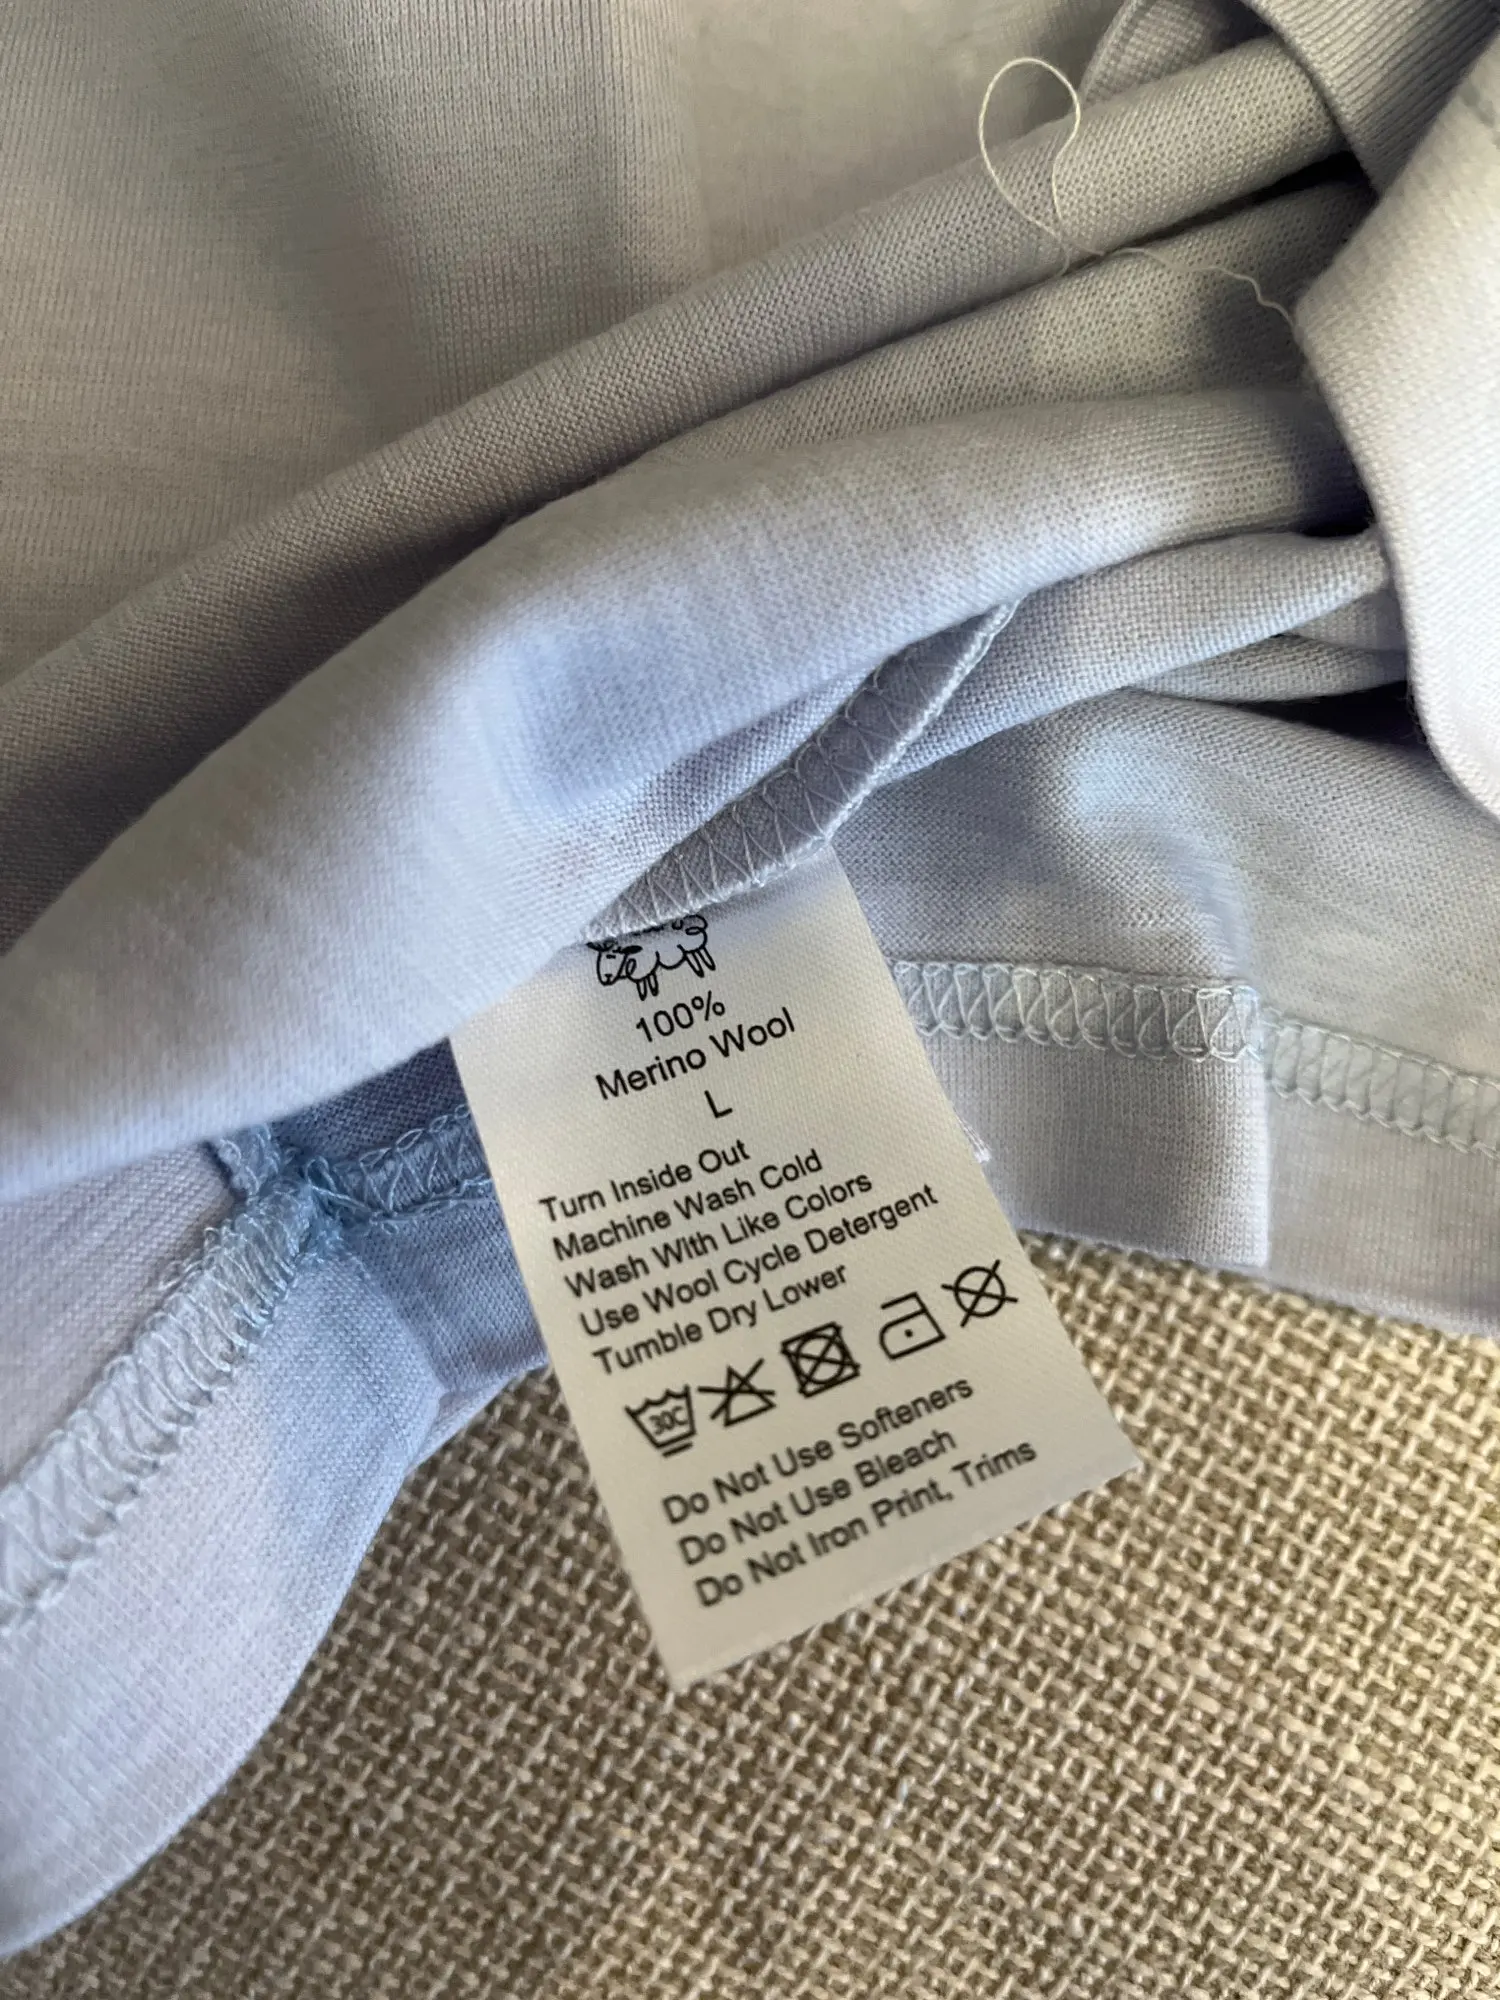 100%
Merino Wool
L
Turn Inside Out
Machine Wash Cold
Wash With Like Colors
Use Wool Cycle Detergent
Tumble Dry Lower
30C
Do Not Use Softeners
Do Not Use Bleach
Do Not Iron Print, Trims